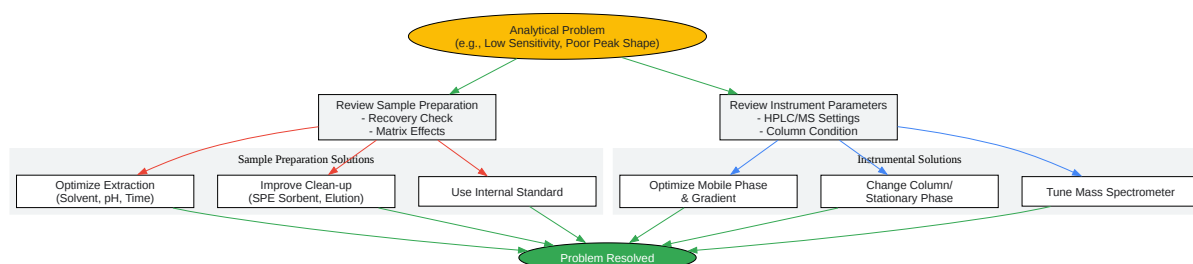 Analytical Problem
(e.g., Low Sensitivity, Poor Peak Shape)
Review Sample Preparation
- Recovery Check
- Matrix Effects
Review Instrument Parameters
- HPLC/MS Settings
- Column Condition
Sample Preparation Solutions
Instrumental Solutions
Optimize Extraction
(Solvent, pH, Time)
Improve Clean-up
(SPE Sorbent, Elution)
Use Internal Standard
Optimize Mobile Phase
& Gradient
Change Column/
Stationary Phase
Tune Mass Spectrometer
Problem Resolved